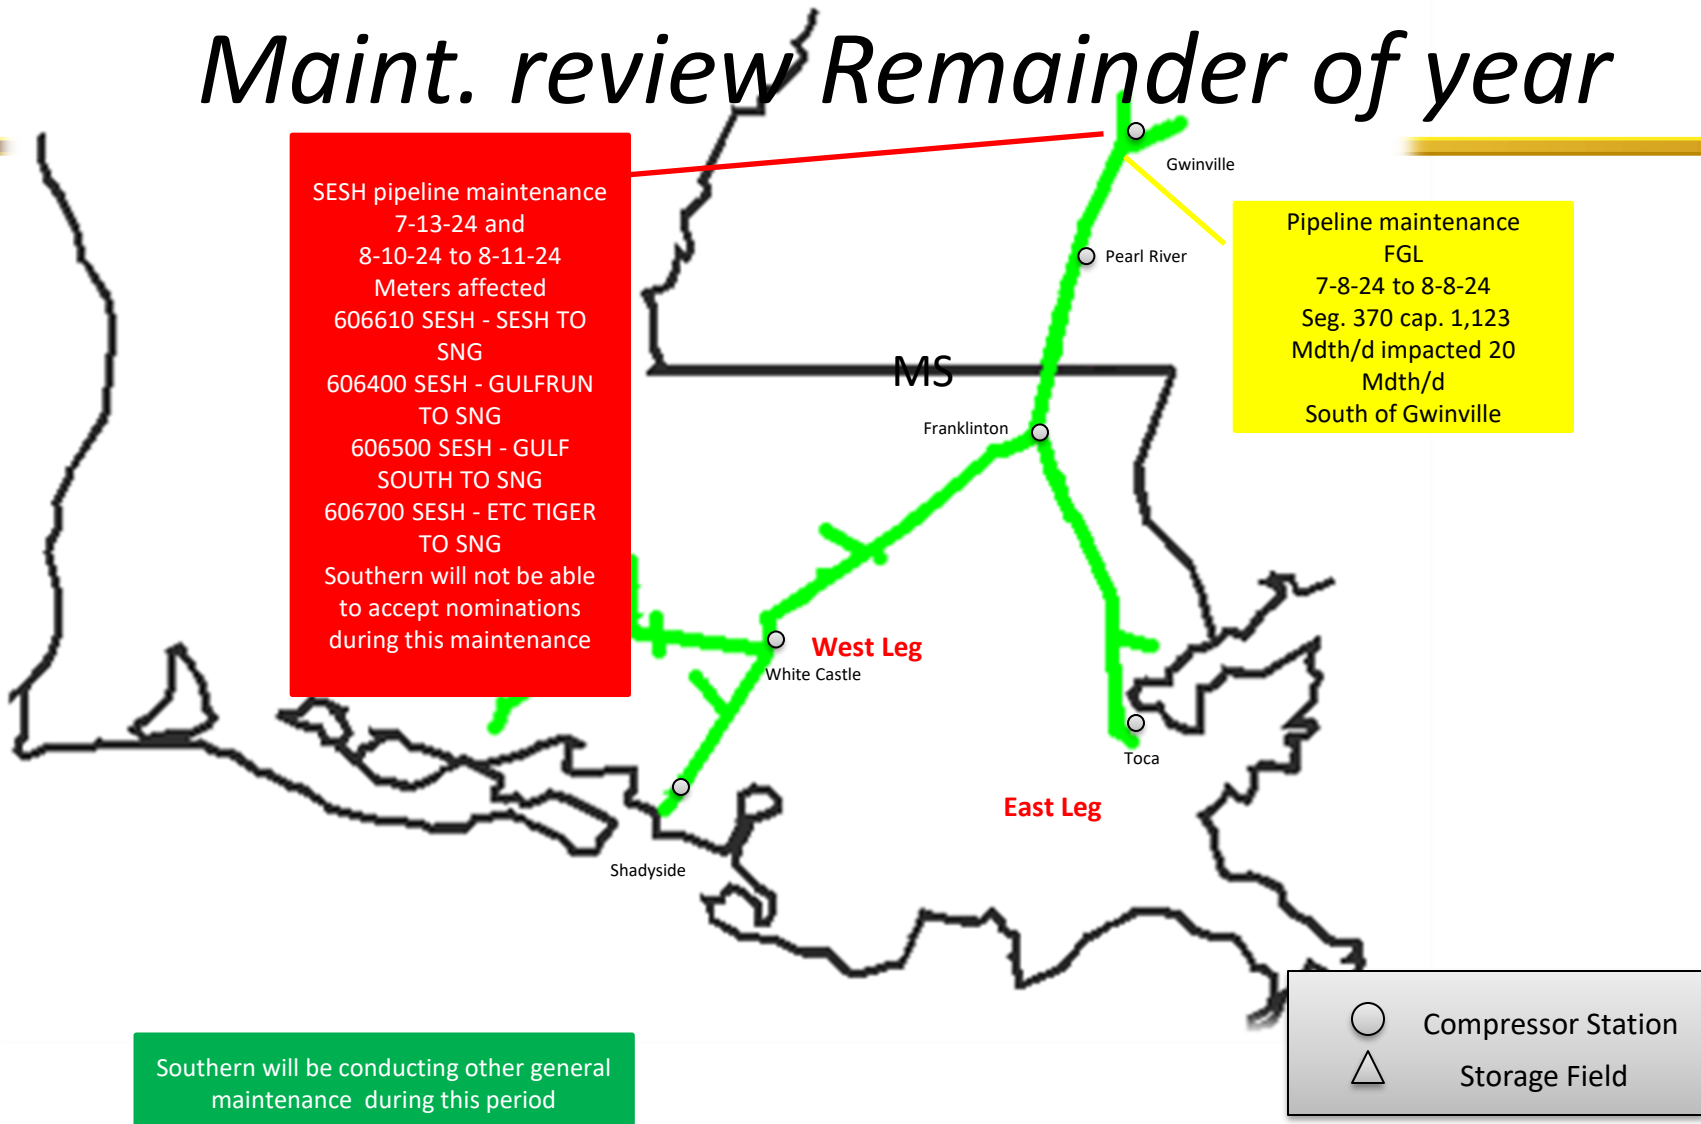 Maint. review Remainder of year
SESH pipeline maintenance
7-13-24 and
8-10-24 to 8-11-24
Meters affected
606610 SESH - SESH TO
SNG
606400 SESH - GULFRUN
TO SNG
606500 SESH - GULF
SOUTH TO SNG
606700 SESH - ETC TIGER
TO SNG
Southern will not be able
to accept nominations
during this maintenance
Gwinville
Pipeline maintenance
FGL
7-8-24 to 8-8-24
Seg. 370 cap. 1,123
Mdth/d impacted 20
Mdth/d
South of Gwinville
Pearl River
MS
Franklinton
West Leg
White Castle
Toca
East Leg
Shadyside
Compressor Station
Storage Field
Southern will be conducting other general
maintenance during this period